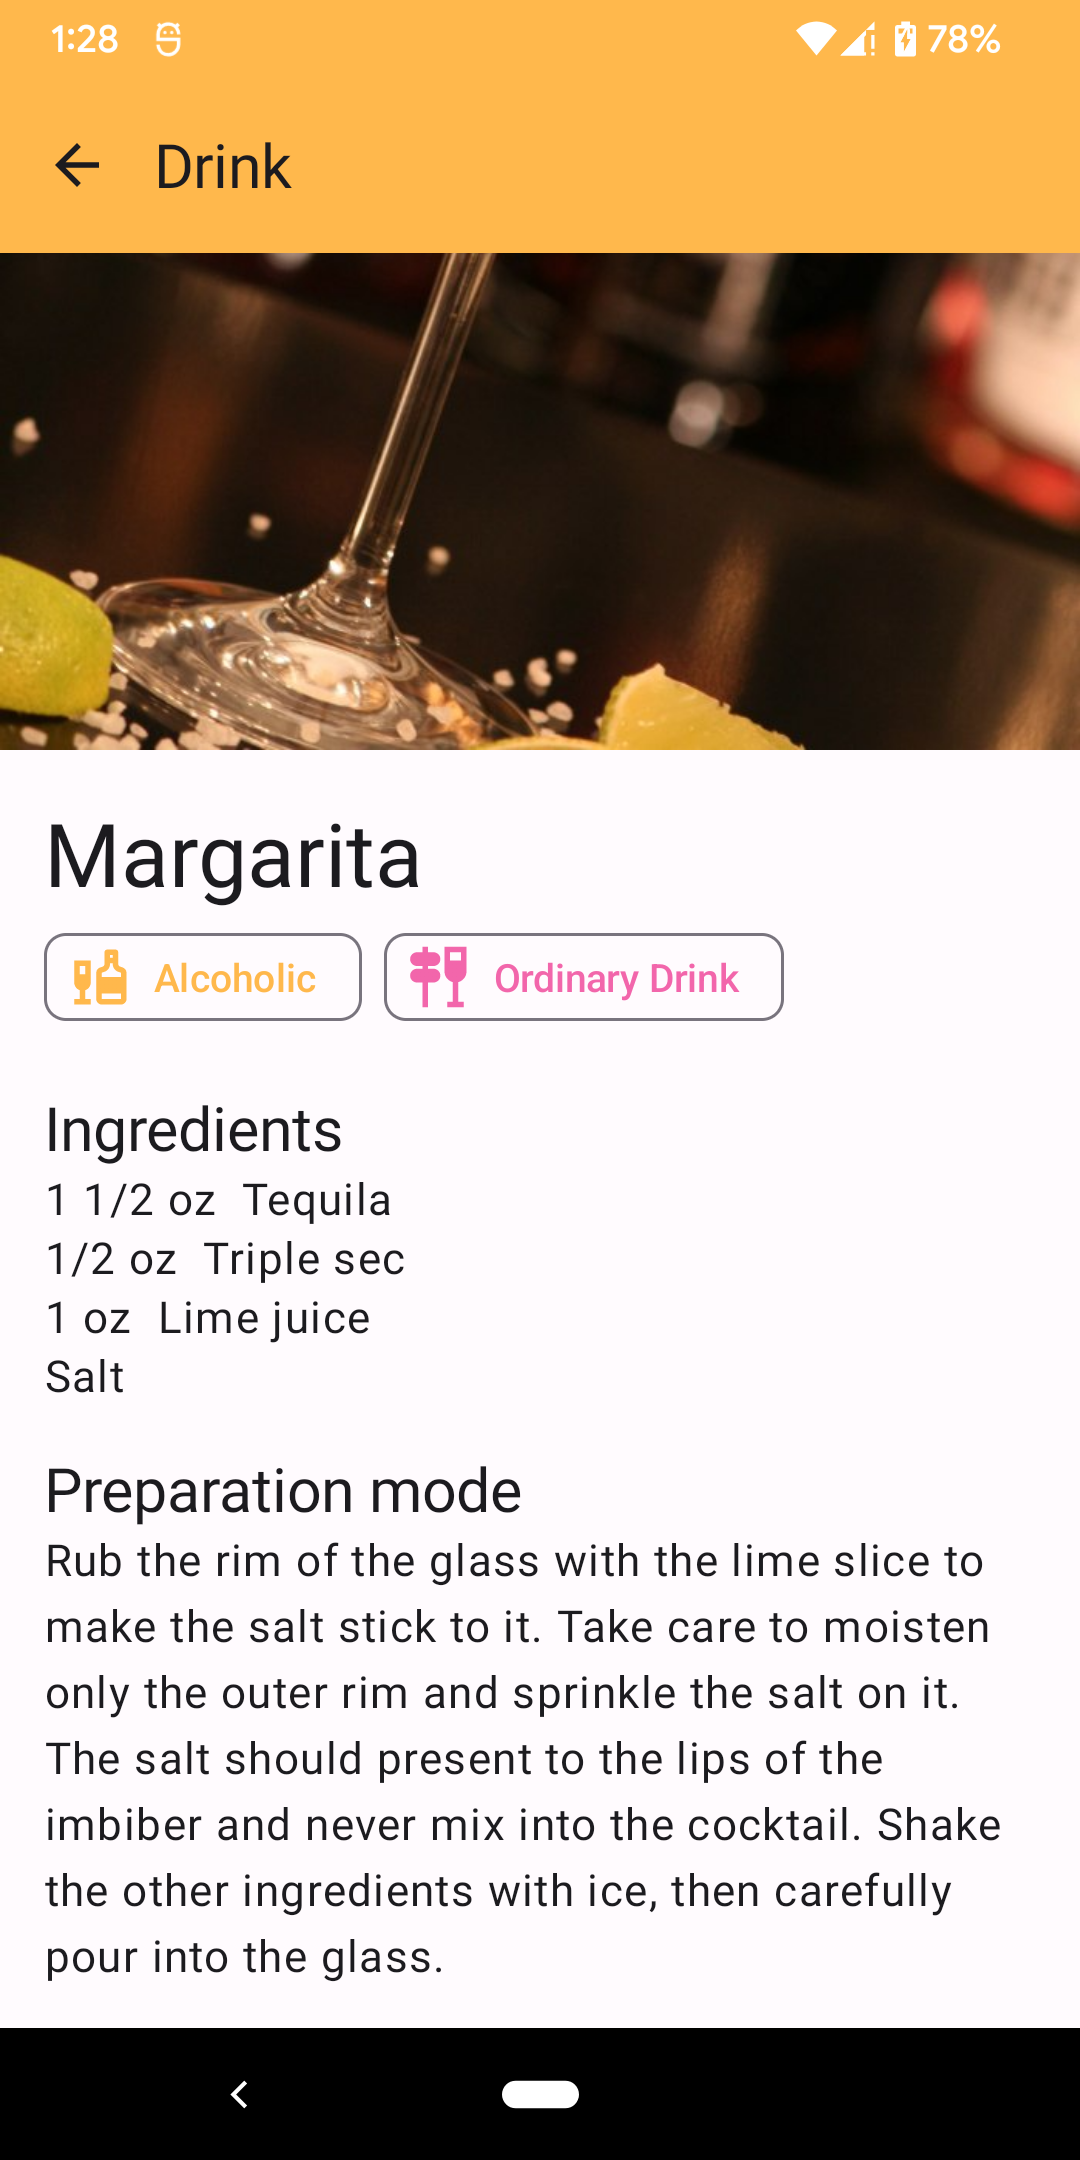 1:28
78%
Drink
Margarita
Alcoholic
Ordinary Drink
Ingredients
1 1/2 oz  Tequila
1/2 oz  Triple sec
1 oz  Lime juice
Salt
Preparation mode
Rub the rim of the glass with the lime slice to
make the salt stick to it. Take care to moisten
only the outer rim and sprinkle the salt on it.
The salt should present to the lips of the
imbiber and never mix into the cocktail. Shake
the other ingredients with ice, then carefully
pour into the glass.